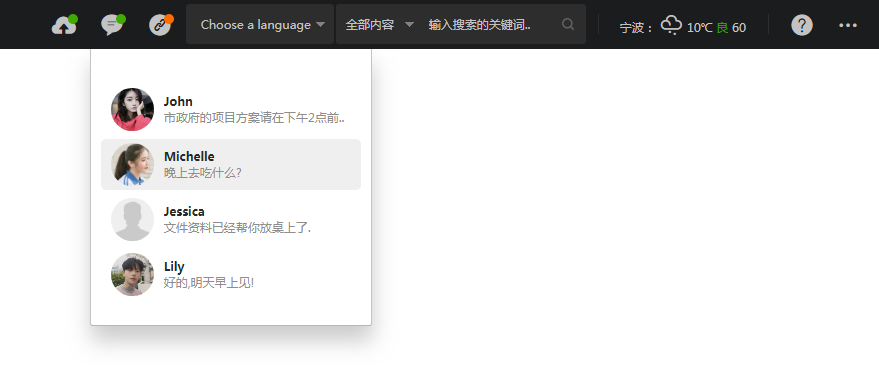 Choose a language
全部内容
输入搜索的关键词..
宁波：
10℃ 良 60
?
John
市政府的项目方案请在下午2点前..
Michelle
晚上去吃什么?
Jessica
文件资料已经帮你放桌上了.
Lily
好的,明天早上见!